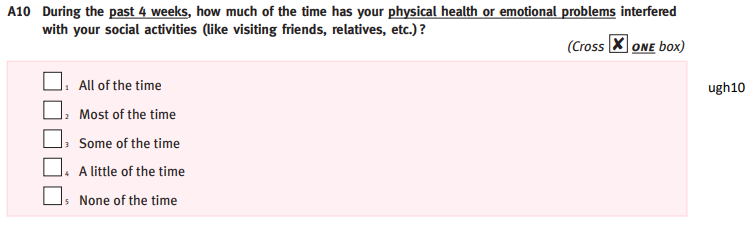 A10 During the past 4 weeks, how much of the time has your physical health or emotional problems interfered
with your social activities (like visiting friends, relatives, etc.)?
(Cross X ONE box)
1 All of the time
ugh10
2 Most of the time
3 Some of the time
4 A little of the time
5 None of the time